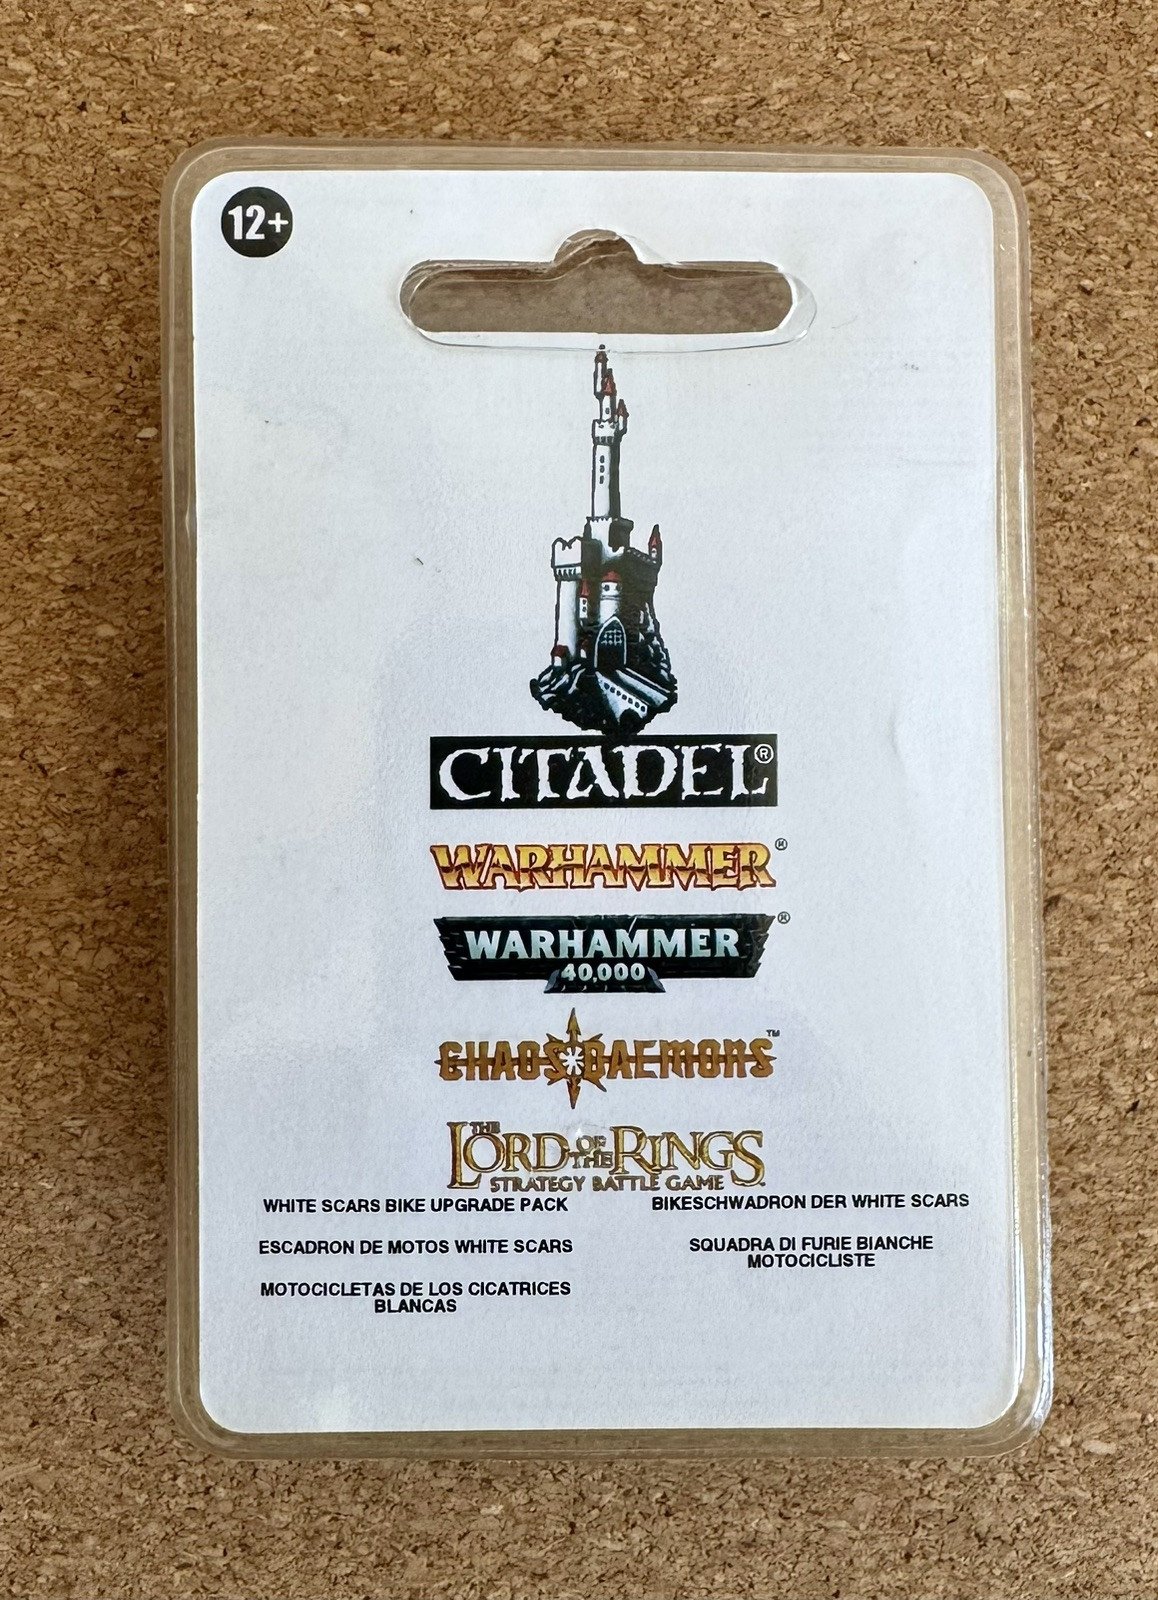 12+
CITADEL®
WARHAMMER®
WARHAMMER®
40,000
CHAOS DAEMONS™
THE LORD OF THE RINGS
STRATEGY BATTLE GAME
WHITE SCARS BIKE UPGRADE PACK
ESCADRON DE MOTOS WHITE SCARS
MOTOCICLETAS DE LOS CICATRICES
BLANCAS
BIKESCHWADRON DER WHITE SCARS
SQUADRA DI FURIE BIANCHE
MOTOCICLISTE